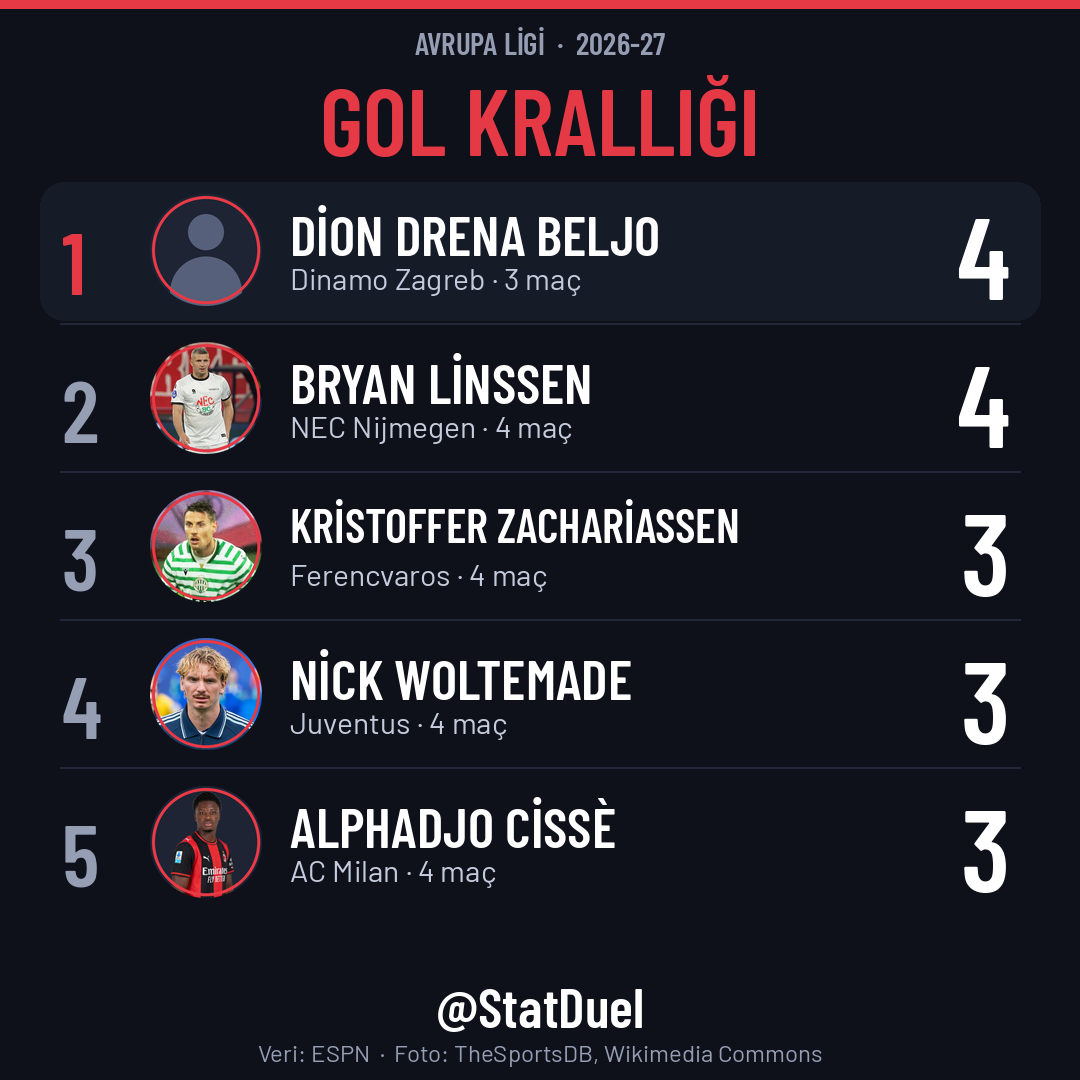 AVRUPA LİGİ · 2026-27
GOL KRALLIĞI
1
DİON DRENA BELJO
Dinamo Zagreb · 3 maç
4
2
BRYAN LİNSSEN
NEC Nijmegen · 4 maç
4
3
KRİSTOFFER ZACHARİASSEN
Ferencvaros · 4 maç
3
4
NİCK WOLTEMADE
Juventus · 4 maç
3
5
ALPHADJO CİSSÈ
AC Milan · 4 maç
3
@StatDuel
Veri: ESPN · Foto: TheSportsDB, Wikimedia Commons